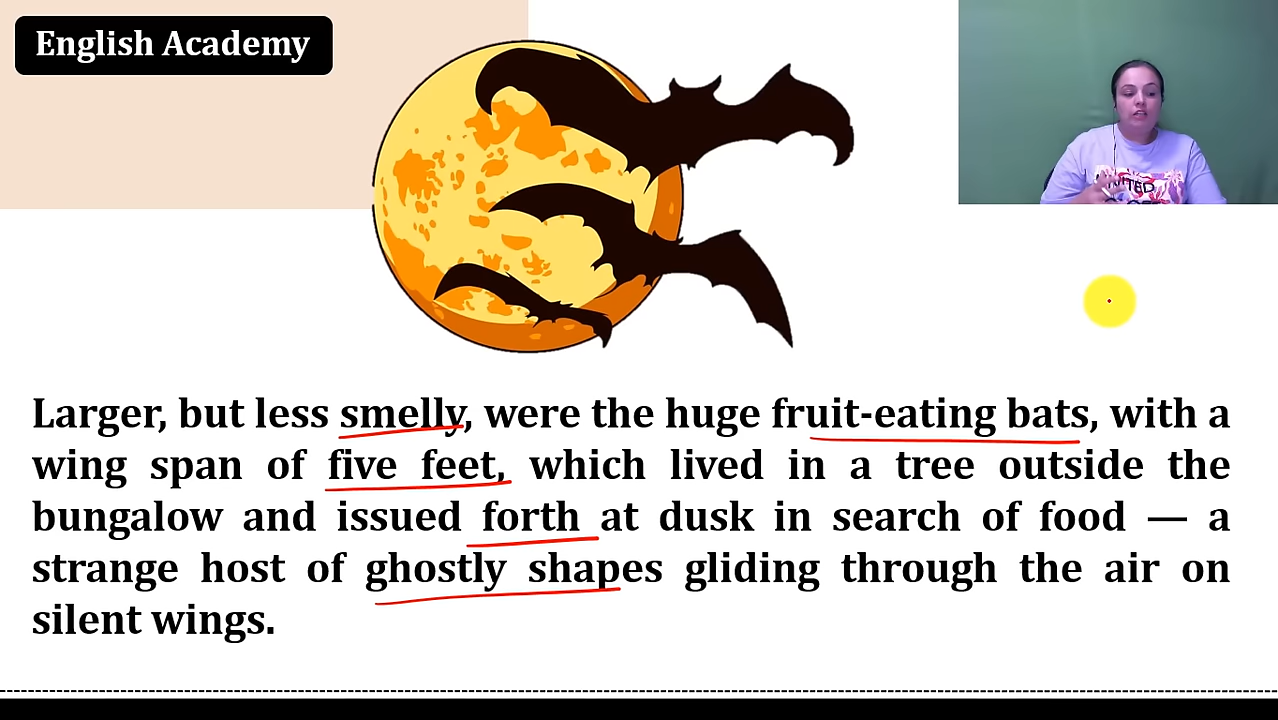 English Academy
UNITED
Larger, but less smelly, were the huge fruit-eating bats, with a
wing span of five feet, which lived in a tree outside the
bungalow and issued forth at dusk in search of food — a
strange host of ghostly shapes gliding through the air on
silent wings.